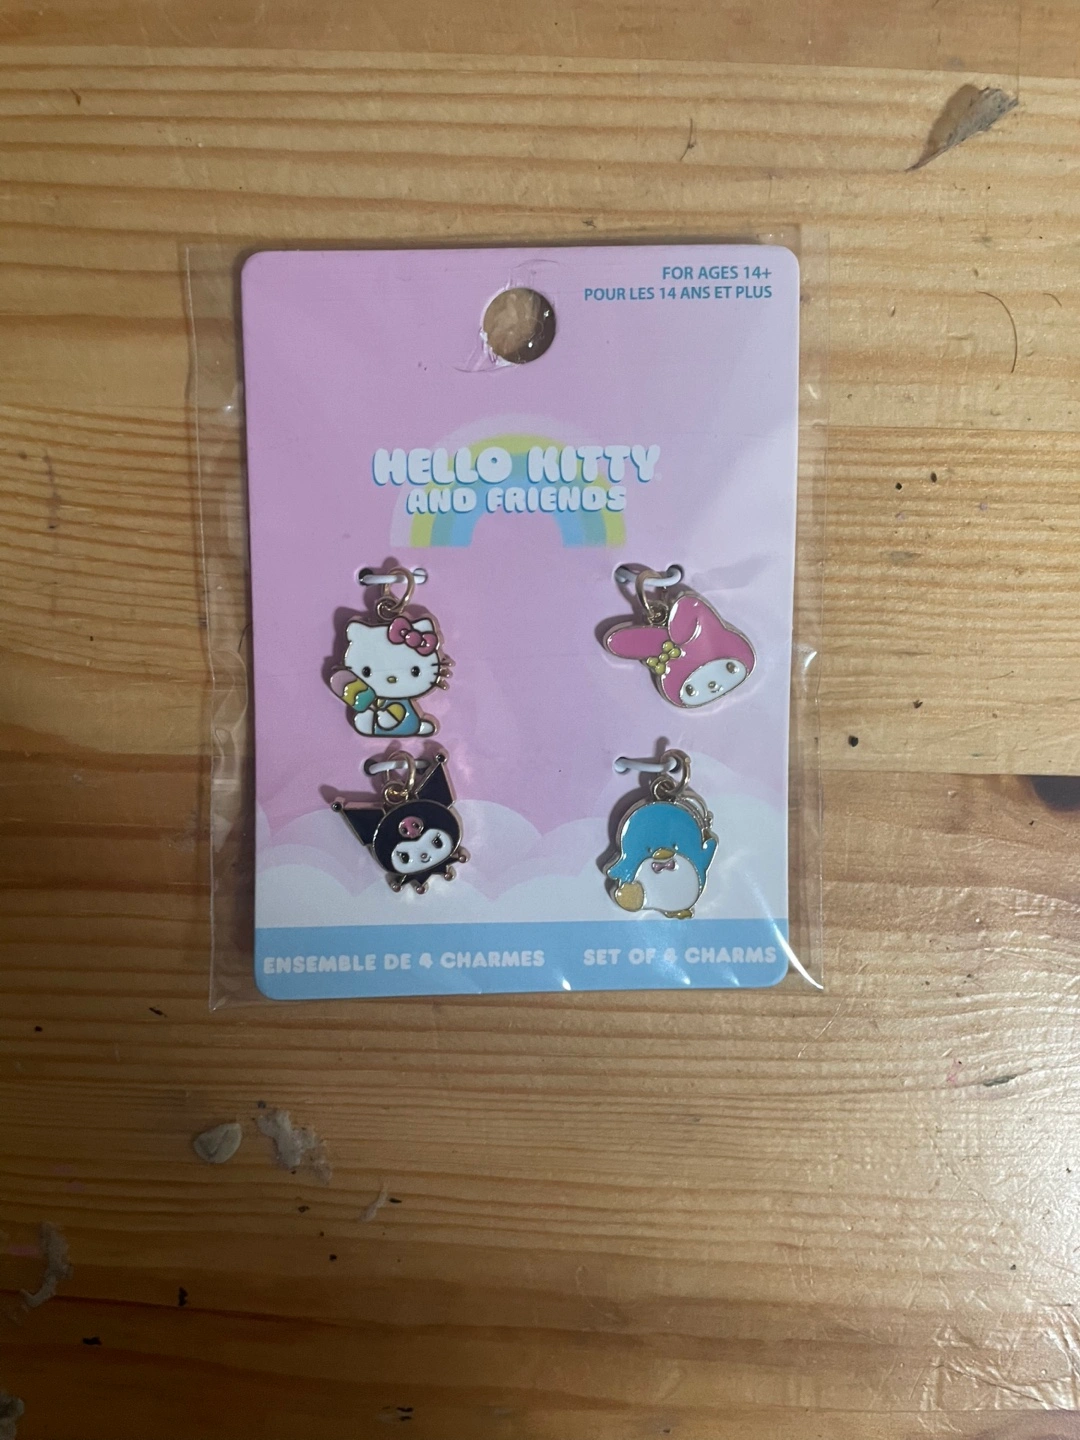 FOR AGES 14+
POUR LES 14 ANS ET PLUS
HELLO KITTY
AND FRIENDS
ENSEMBLE DE 4 CHARMES
SET OF 4 CHARMS